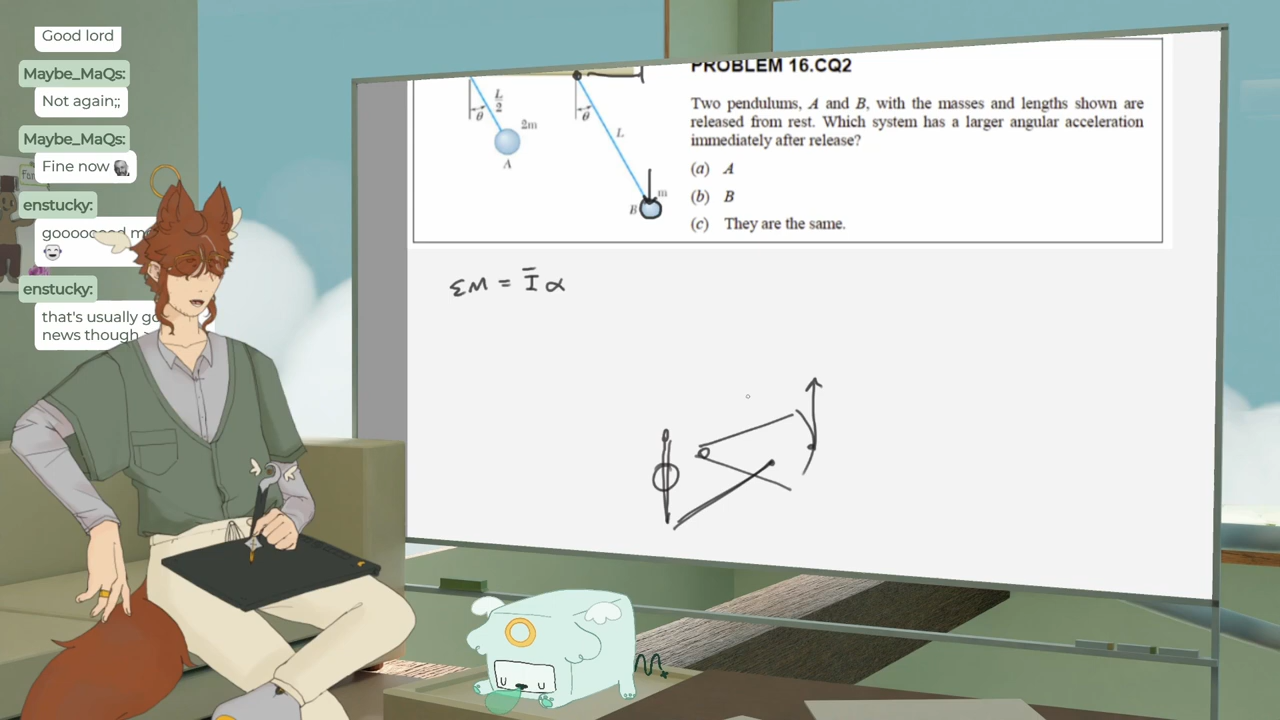 Good lord
Maybe_MaQs:
Not again;;
Maybe_MaQs:
Fine now
enstucky:
enstucky:
that's usually
news though
PROBLEM 16.CQ2
Two pendulums, A and B, with the masses and lengths shown are
released from rest. Which system has a larger angular acceleration
immediately after release?
(a) A
(b) B
(c) They are the same.
L/2
θ
2m
A
θ
L
m
B
ΣM = Īα